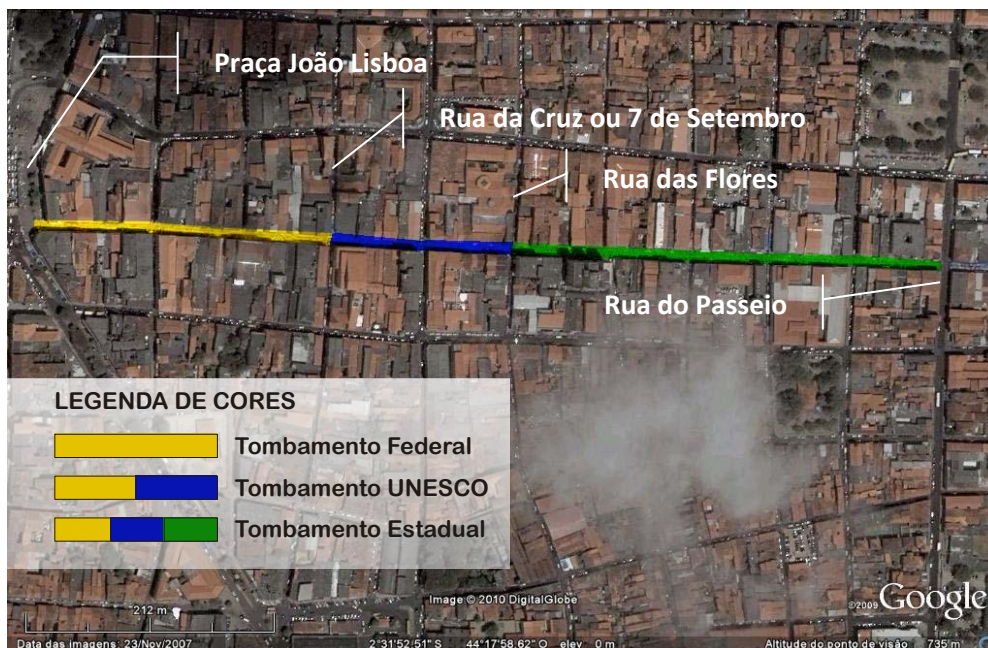 Praça João Lisboa
Rua da Cruz ou 7 de Setembro
Rua das Flores
Rua do Passeio
LEGENDA DE CORES
Tombamento Federal
Tombamento UNESCO
Tombamento Estadual
212 m
Image © 2010 DigitalGlobe
©2009 Google
Data das imagens: 23/Nov/2007 2°31'52.51" S 44°17'58.62" O elev 0 m Altitude do ponto de visão 735 m